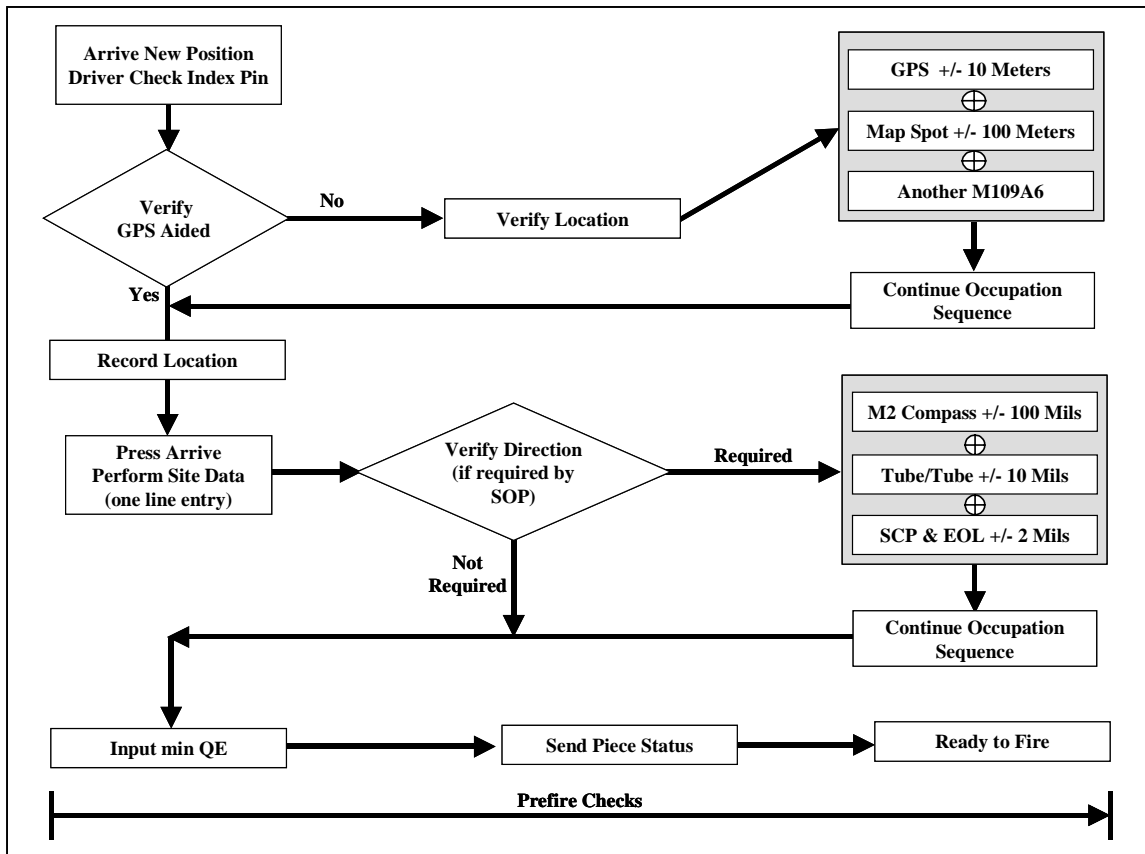 Arrive New Position
Driver Check Index Pin
GPS +/- 10 Meters
Map Spot +/- 100 Meters
Another M109A6
Verify
GPS Aided
No
Verify Location
Yes
Continue Occupation
Sequence
Record Location
Press Arrive
Perform Site Data
(one line entry)
Verify Direction
(if required by
SOP)
Required
M2 Compass +/- 100 Mils
Tube/Tube +/- 10 Mils
SCP & EOL +/- 2 Mils
Not
Required
Continue Occupation
Sequence
Input min QE
Send Piece Status
Ready to Fire
Prefire Checks